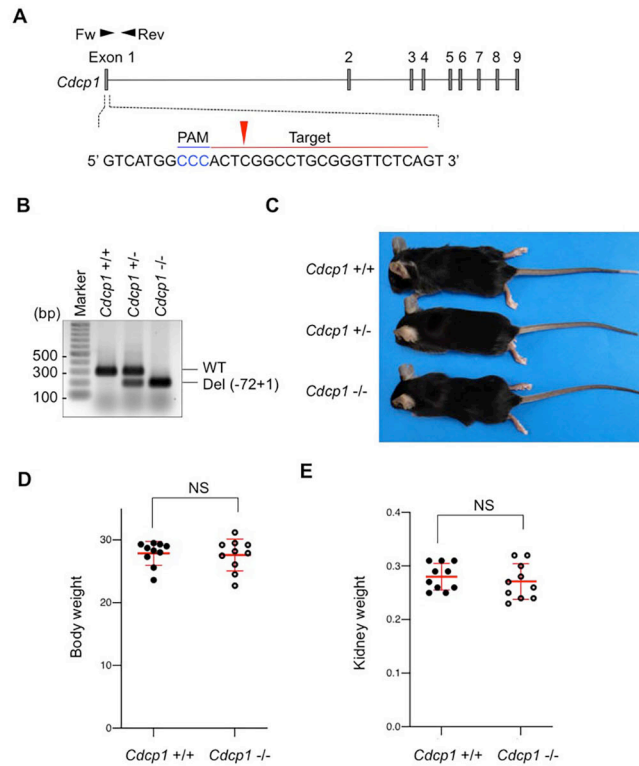 A
Fw Rev
Exon 1 2 3 4 5 6 7 8 9
Cdcp1
PAM Target
5' GTCATGGCCCACTCGGCCTGCGGGTTCTCAGT 3'
B
Marker
Cdcp1 +/+
Cdcp1 +/-
Cdcp1 -/-
(bp)
500
300
100
WT
Del (-72+1)
C
Cdcp1 +/+
Cdcp1 +/-
Cdcp1 -/-
D
NS
Body weight
30
20
10
0
Cdcp1 +/+ Cdcp1 -/-
E
NS
Kidney weight
0.4
0.3
0.2
0.1
0.0
Cdcp1 +/+ Cdcp1 -/-